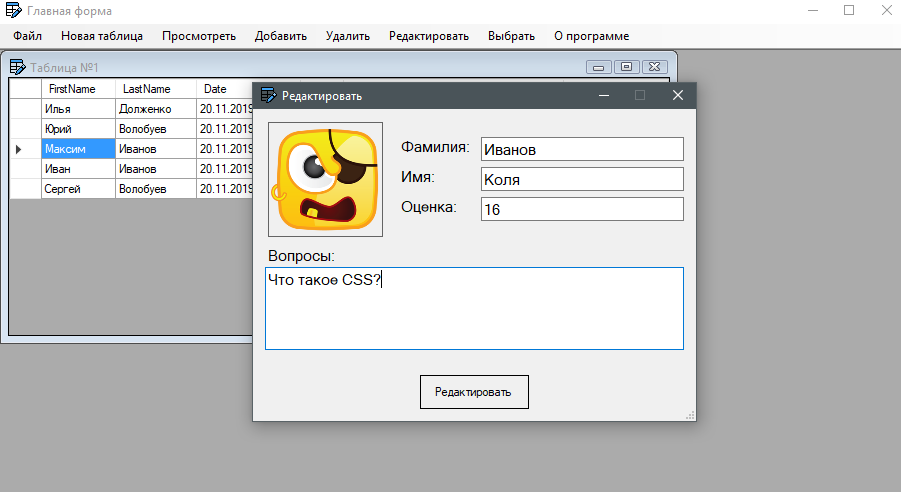 Главная форма
Файл Новая таблица Просмотреть Добавить Удалить Редактировать Выбрать О программе
Таблица №1
FirstName LastName Date
Илья Долженко 20.11.2019
Юрий Волобуев 20.11.2019
Максим Иванов 20.11.2019
Иван Иванов 20.11.2019
Сергей Волобуев 20.11.2019
Редактировать
Фамилия: Иванов
Имя: Коля
Оценка: 16
Вопросы:
Что такое CSS?
Редактировать